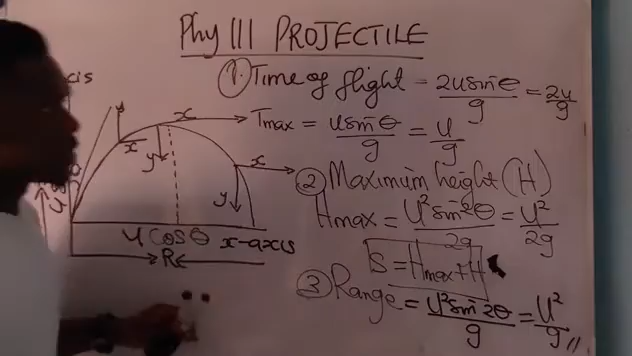 Phy 111 PROJECTILE
xis
① Time of flight = 2usinθ/g = 2u/g
Tmax = usinθ/g = u/g
② Maximum height (H)
Hmax = U²sin²θ/2g = U²/2g
S = Hmax + H
③ Range = U²sin2θ/g = U²/g //
y
x
x
y
x
y
U Cosθ
x-axis
R